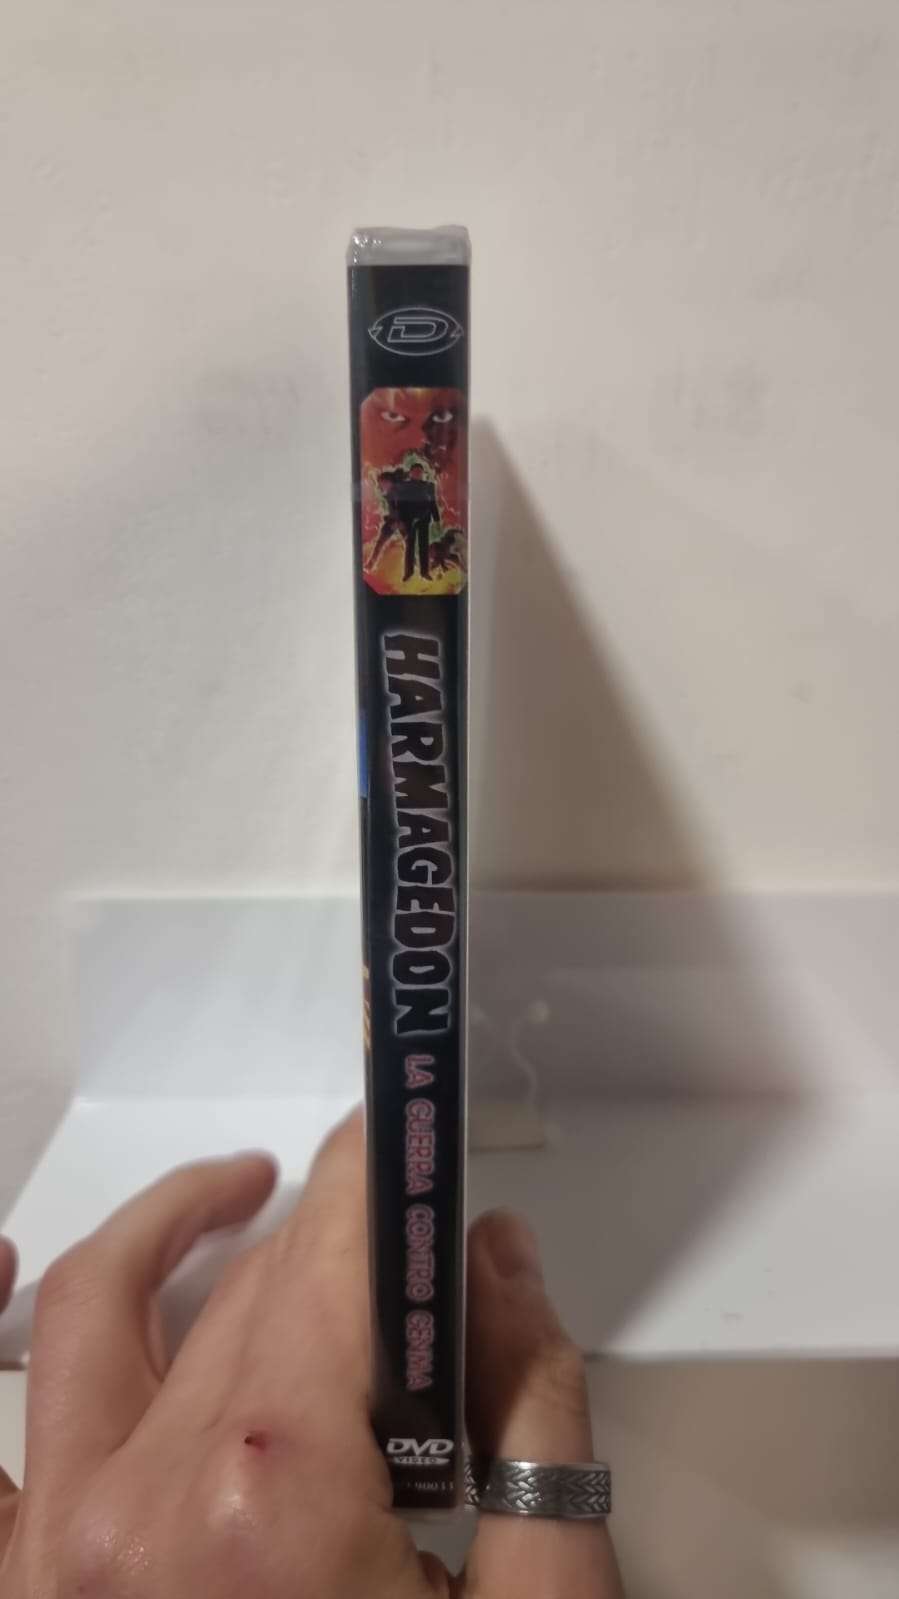 D
HARMAGEDON
LA GUERRA CONTRO GENMA
DVD
VIDEO